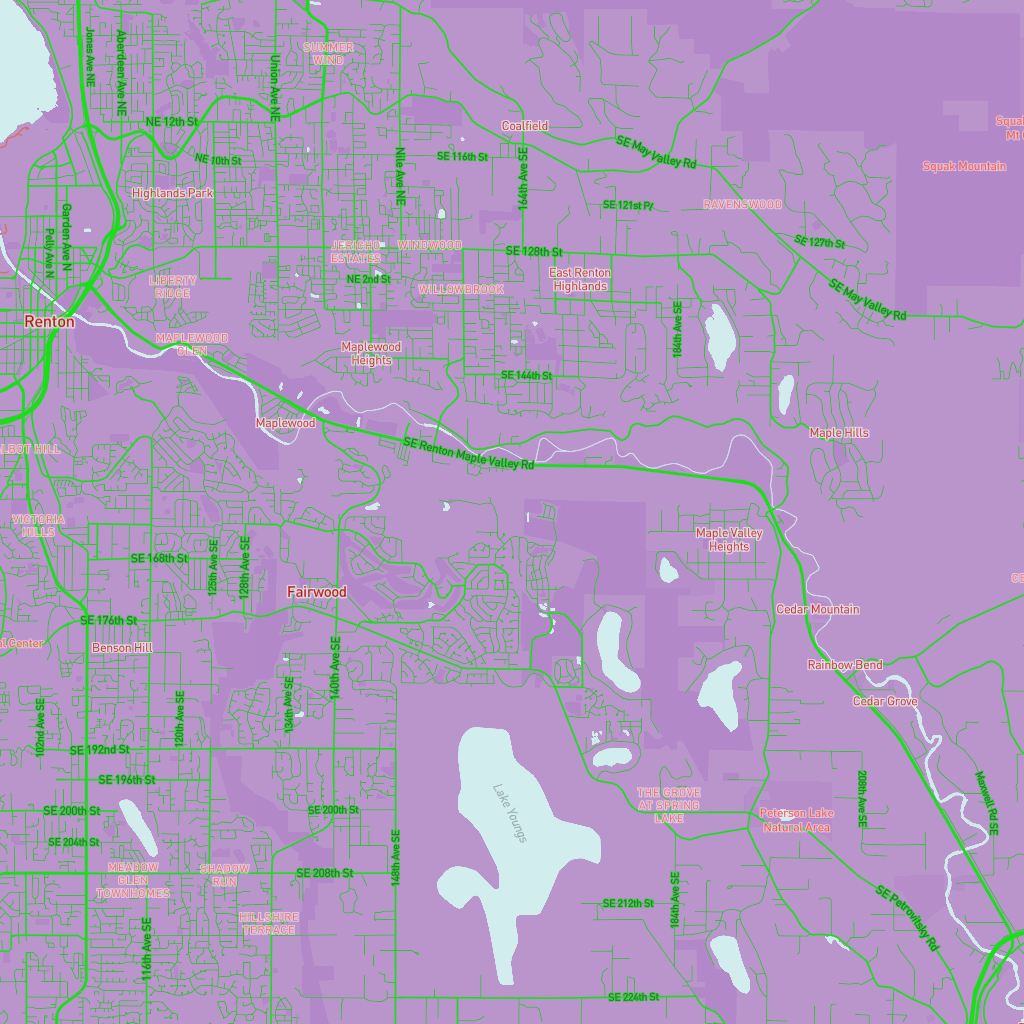 Jones Ave NE
Aberdeen Ave NE
Union Ave NE
SUMMER
WIND
NE 12th St
NE 10th St
Nile Ave NE
SE 116th St
Coalfield
164th Ave SE
SE May Valley Rd
Squak Mountain
Highlands Park
SE 121st Pl
RAVENSWOOD
Garden Ave N
Pelly Ave N
JERICHO
ESTATES
WINDWOOD
SE 128th St
SE 127th St
LIBERTY
RIDGE
NE 2nd St
WILLOWBROOK
East Renton
Highlands
SE May Valley Rd
Renton
MAPLEWOOD
GLEN
Maplewood
Heights
184th Ave SE
SE 144th St
Maplewood
SE Renton Maple Valley Rd
Maple Hills
LBOT HILL
VICTORIA
HILLS
Maple Valley
Heights
SE 168th St
125th Ave SE
128th Ave SE
Fairwood
Cedar Mountain
SE 176th St
Benson Hill
al Center
140th Ave SE
Rainbow Bend
Cedar Grove
102nd Ave SE
120th Ave SE
134th Ave SE
SE 192nd St
SE 196th St
SE 200th St
SE 200th St
SE 204th St
Lake Youngs
THE GROVE
AT SPRING
LAKE
Peterson Lake
Natural Area
208th Ave SE
Maxwell Rd SE
148th Ave SE
MEADOW
GLEN
TOWNHOMES
SHADOW
RUN
SE 208th St
HILLSHIRE
TERRACE
116th Ave SE
SE 212th St
184th Ave SE
SE Petrovitsky Rd
SE 224th St